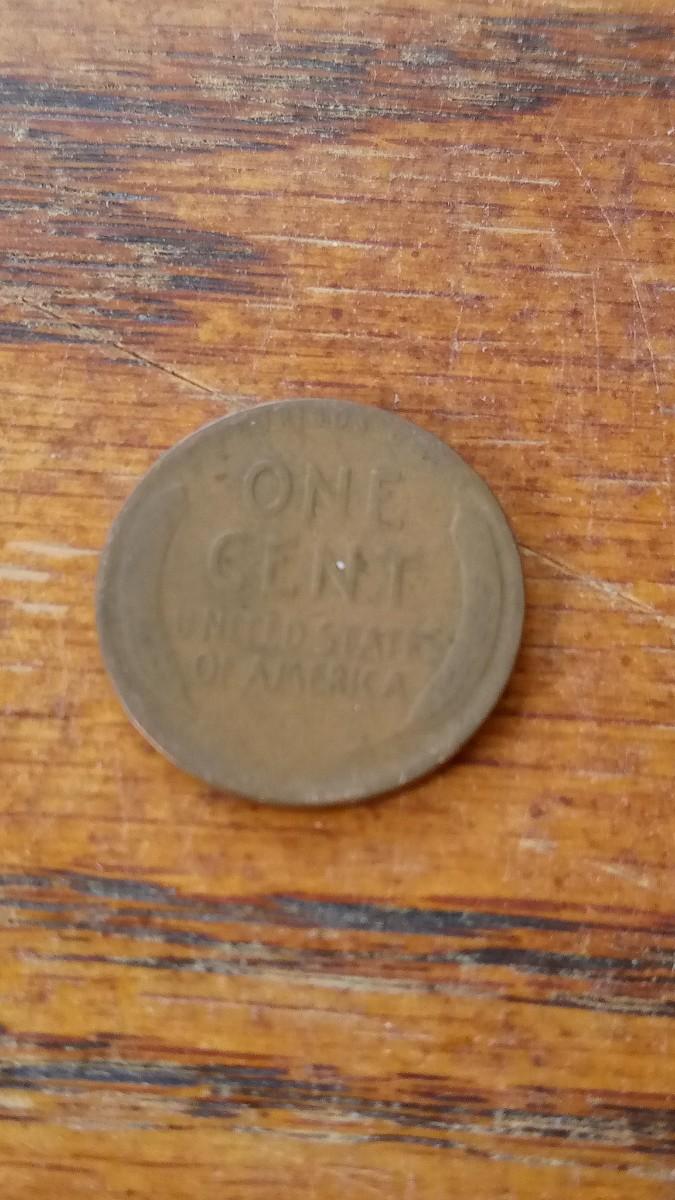 ONE
CENT
UNITED STATES
OF AMERICA